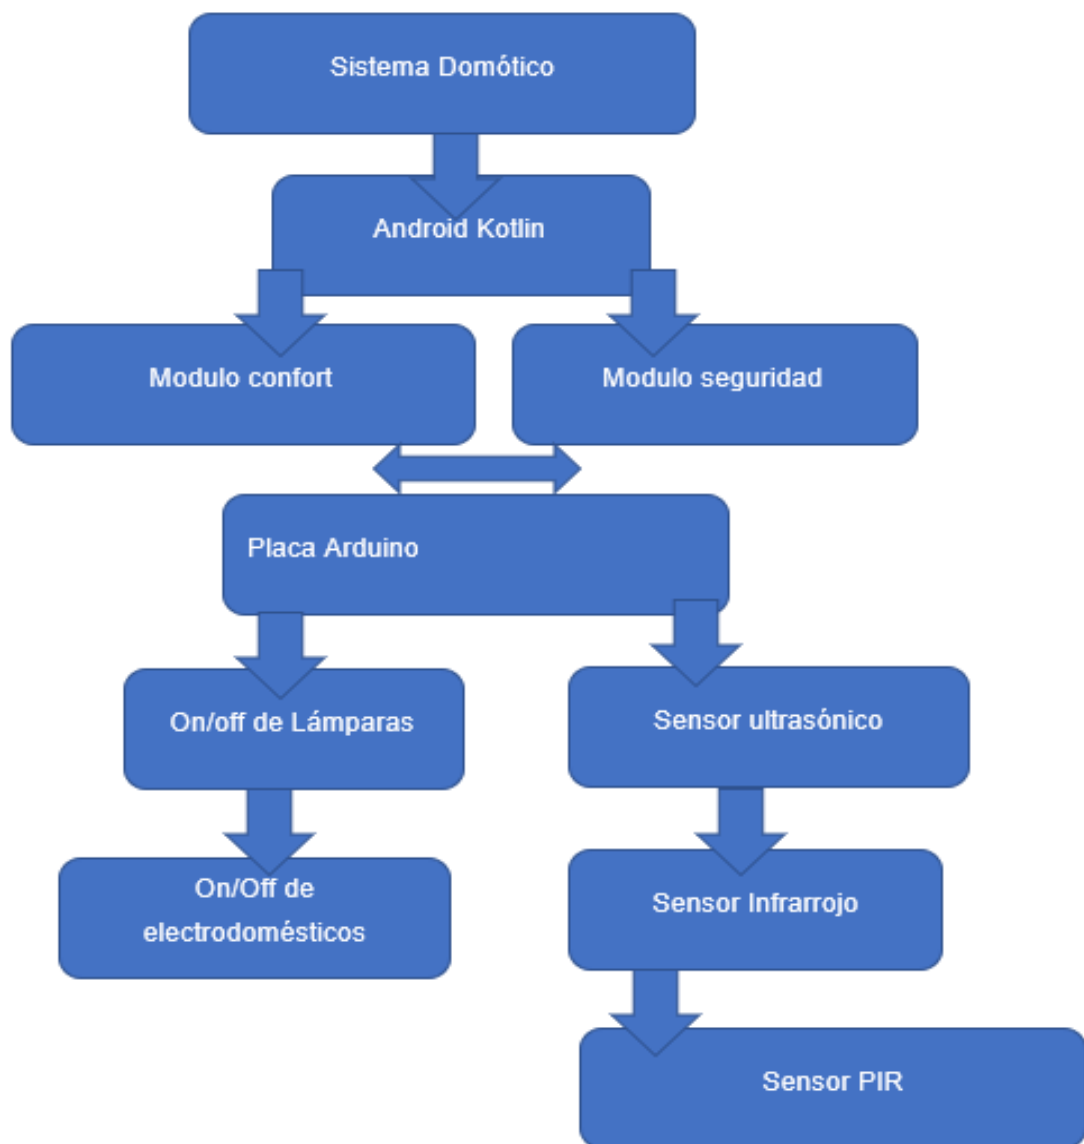 Sistema Domótico
Android Kotlin
Modulo confort
Modulo seguridad
Placa Arduino
On/off de Lámparas
Sensor ultrasónico
On/Off de
electrodomésticos
Sensor Infrarrojo
Sensor PIR